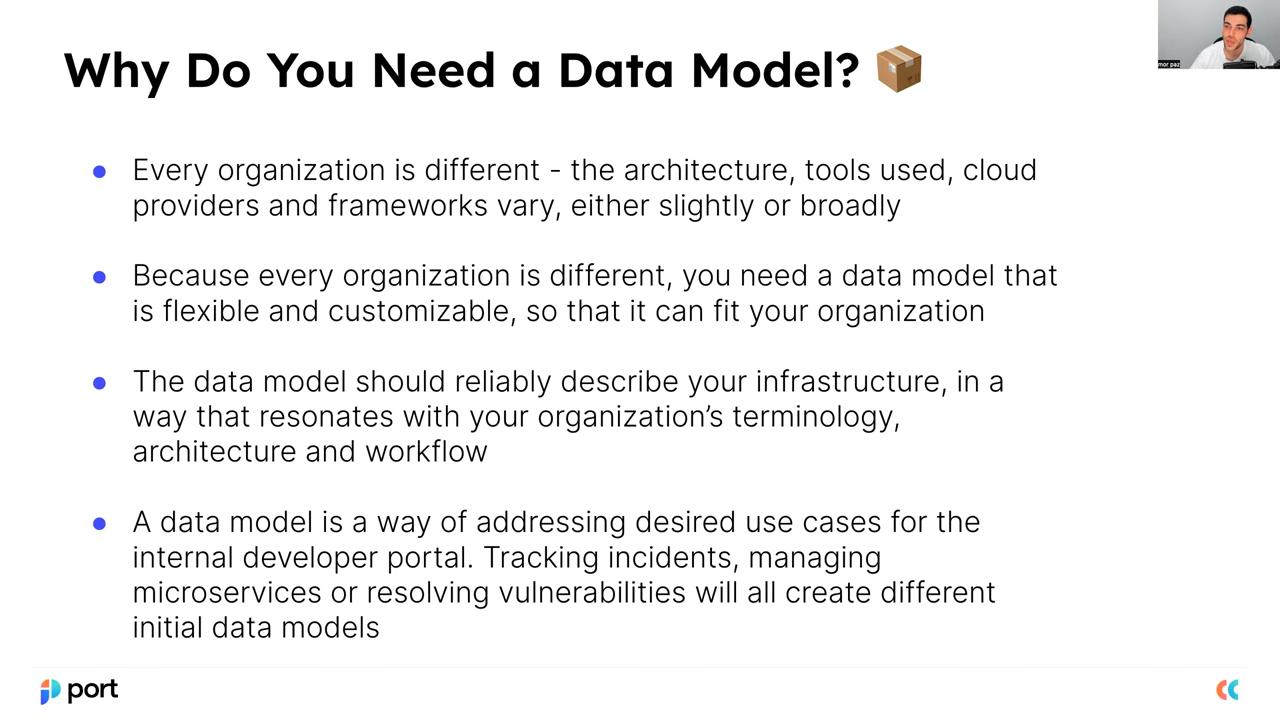 Why Do You Need a Data Model?
mor paz
● Every organization is different - the architecture, tools used, cloud
providers and frameworks vary, either slightly or broadly
● Because every organization is different, you need a data model that
is flexible and customizable, so that it can fit your organization
● The data model should reliably describe your infrastructure, in a
way that resonates with your organization’s terminology,
architecture and workflow
● A data model is a way of addressing desired use cases for the
internal developer portal. Tracking incidents, managing
microservices or resolving vulnerabilities will all create different
initial data models
port